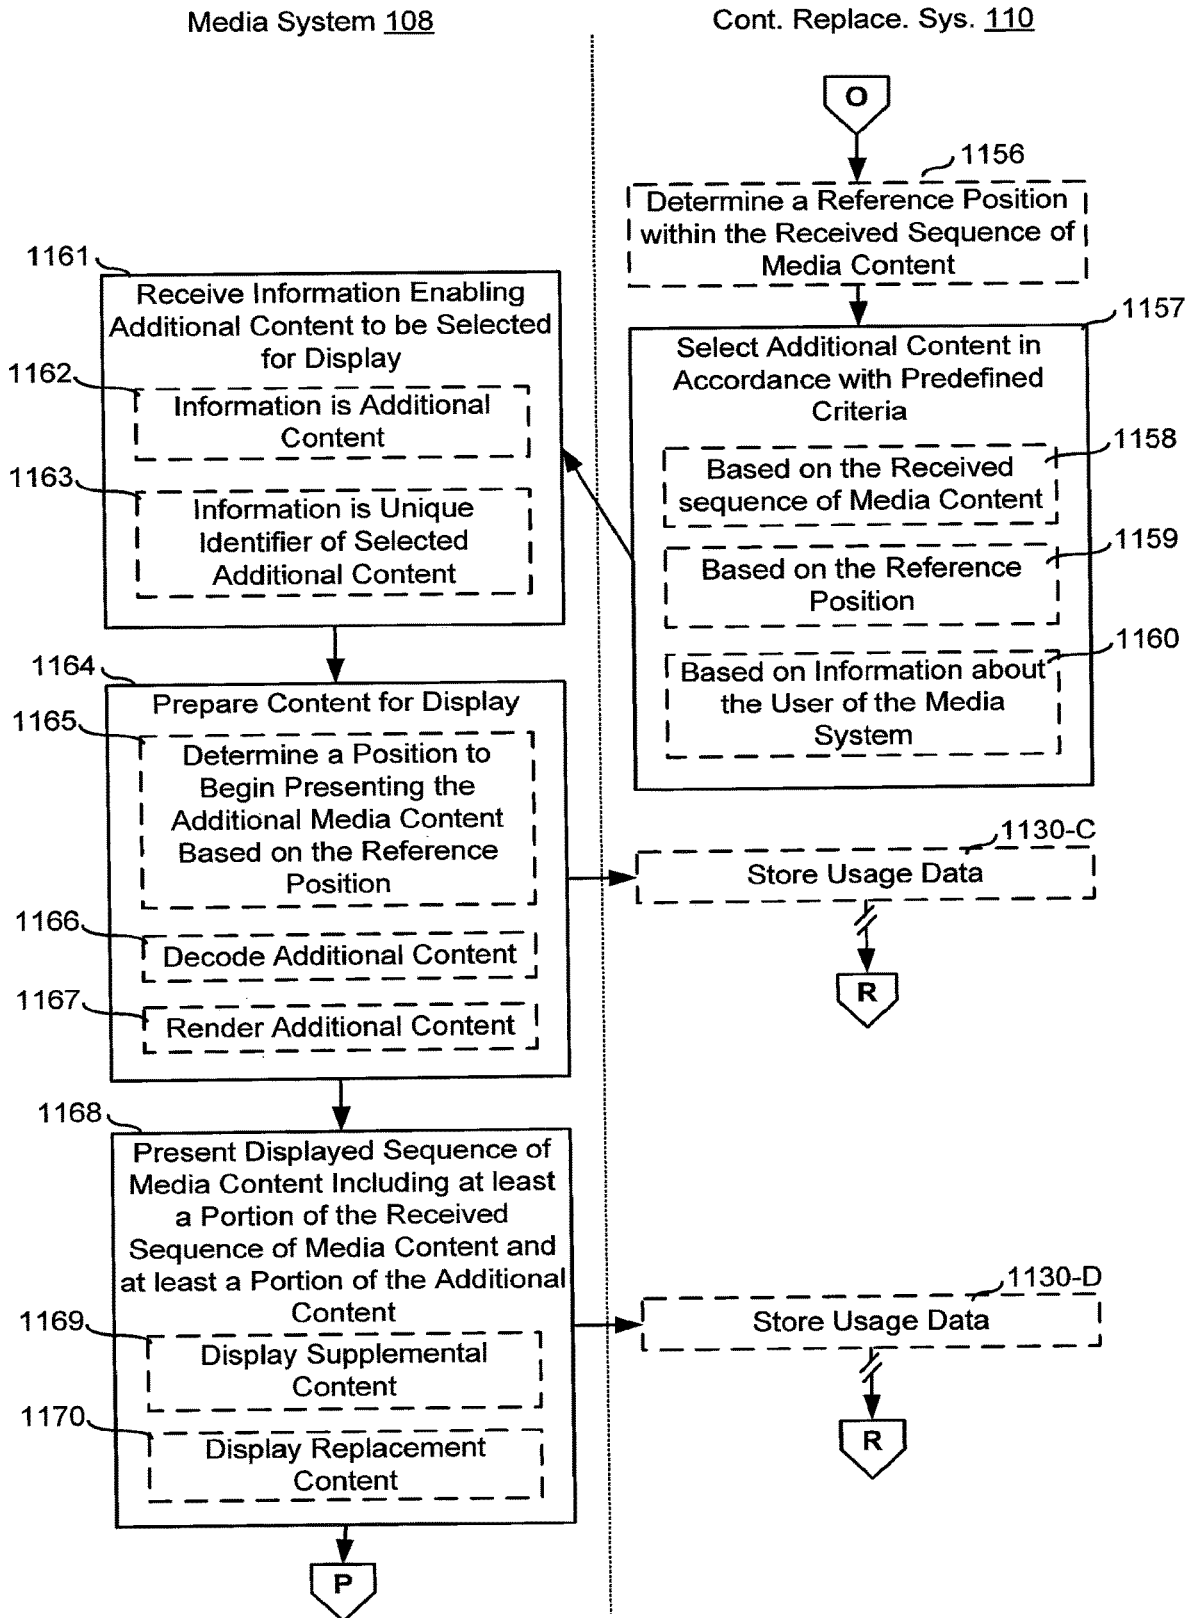 Media System 108
Cont. Replace. Sys. 110
O
1156
Determine a Reference Position
within the Received Sequence of
Media Content
1157
Select Additional Content in
Accordance with Predefined
Criteria
1158
Based on the Received
sequence of Media Content
1159
Based on the Reference
Position
1160
Based on Information about
the User of the Media
System
1161
Receive Information Enabling
Additional Content to be Selected
for Display
1162
Information is Additional
Content
1163
Information is Unique
Identifier of Selected
Additional Content
1164
Prepare Content for Display
1165
Determine a Position to
Begin Presenting the
Additional Media Content
Based on the Reference
Position
1166
Decode Additional Content
1167
Render Additional Content
1130-C
Store Usage Data
R
1168
Present Displayed Sequence of
Media Content Including at least
a Portion of the Received
Sequence of Media Content and
at least a Portion of the Additional
Content
1169
Display Supplemental
Content
1170
Display Replacement
Content
1130-D
Store Usage Data
R
P